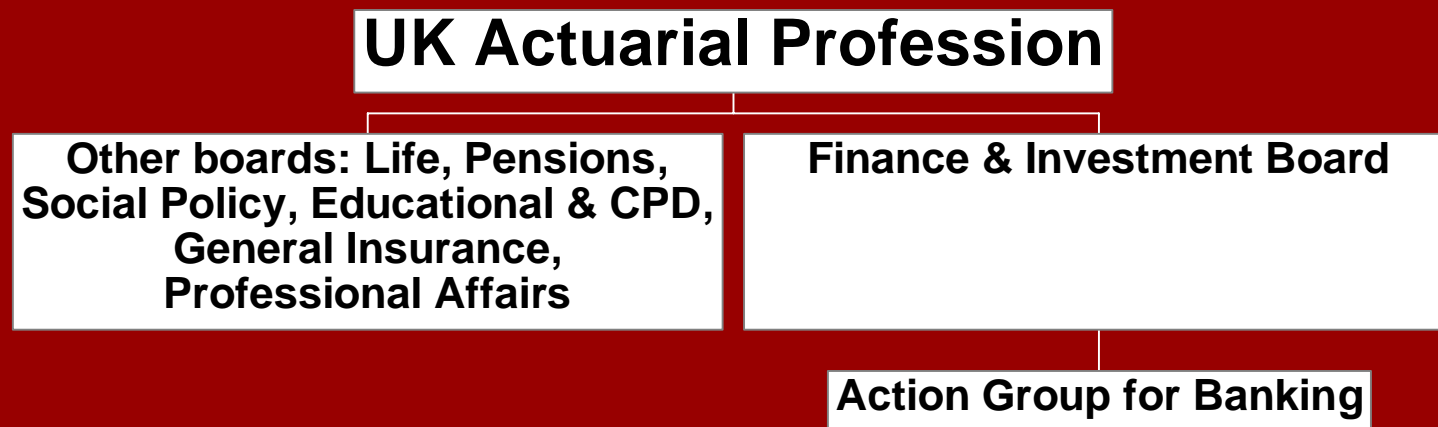 UK Actuarial Profession
Other boards: Life, Pensions,
Social Policy, Educational & CPD,
General Insurance,
Professional Affairs
Finance & Investment Board
Action Group for Banking